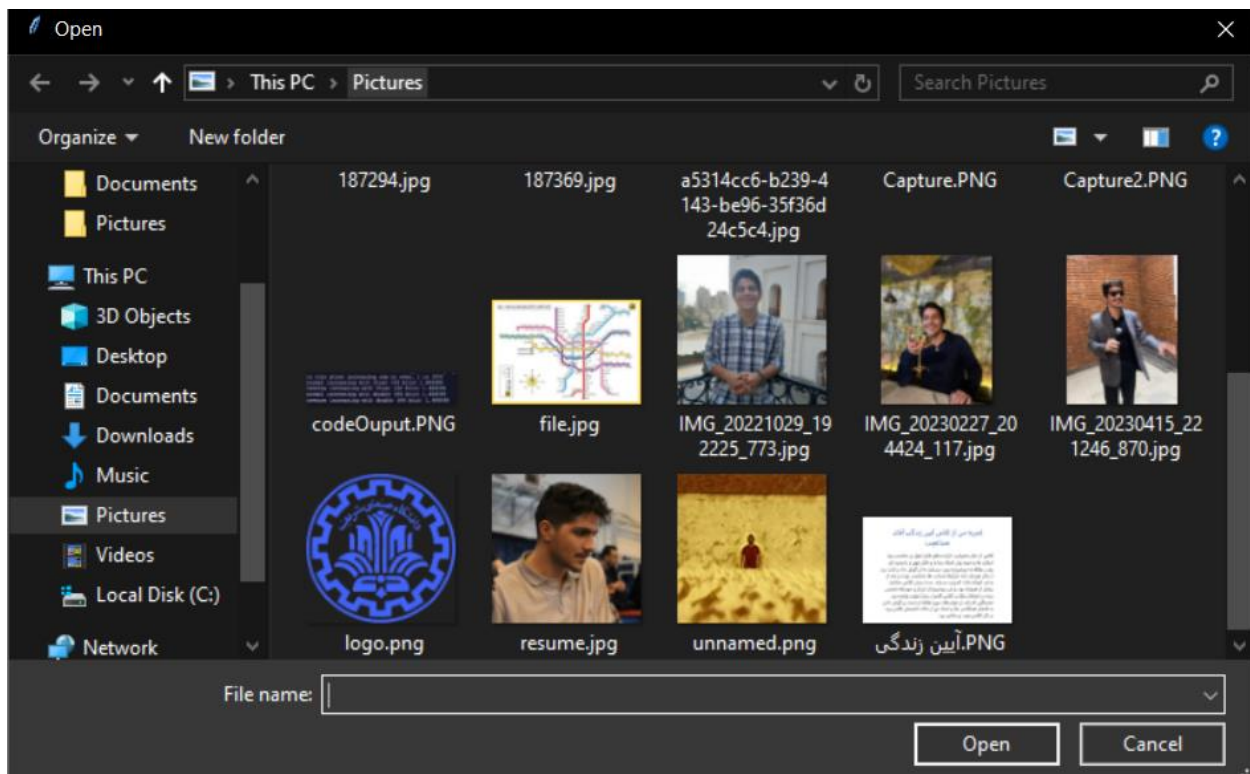 Open
This PC > Pictures
Search Pictures
Organize
New folder
Documents
Pictures
This PC
3D Objects
Desktop
Documents
Downloads
Music
Pictures
Videos
Local Disk (C:)
Network
187294.jpg
187369.jpg
a5314cc6-b239-4
143-be96-35f36d
24c5c4.jpg
Capture.PNG
Capture2.PNG
codeOuput.PNG
file.jpg
IMG_20221029_19
2225_773.jpg
IMG_20230227_20
4424_117.jpg
IMG_20230415_22
1246_870.jpg
logo.png
resume.jpg
unnamed.png
آیین زندگی.PNG
File name:
Open
Cancel